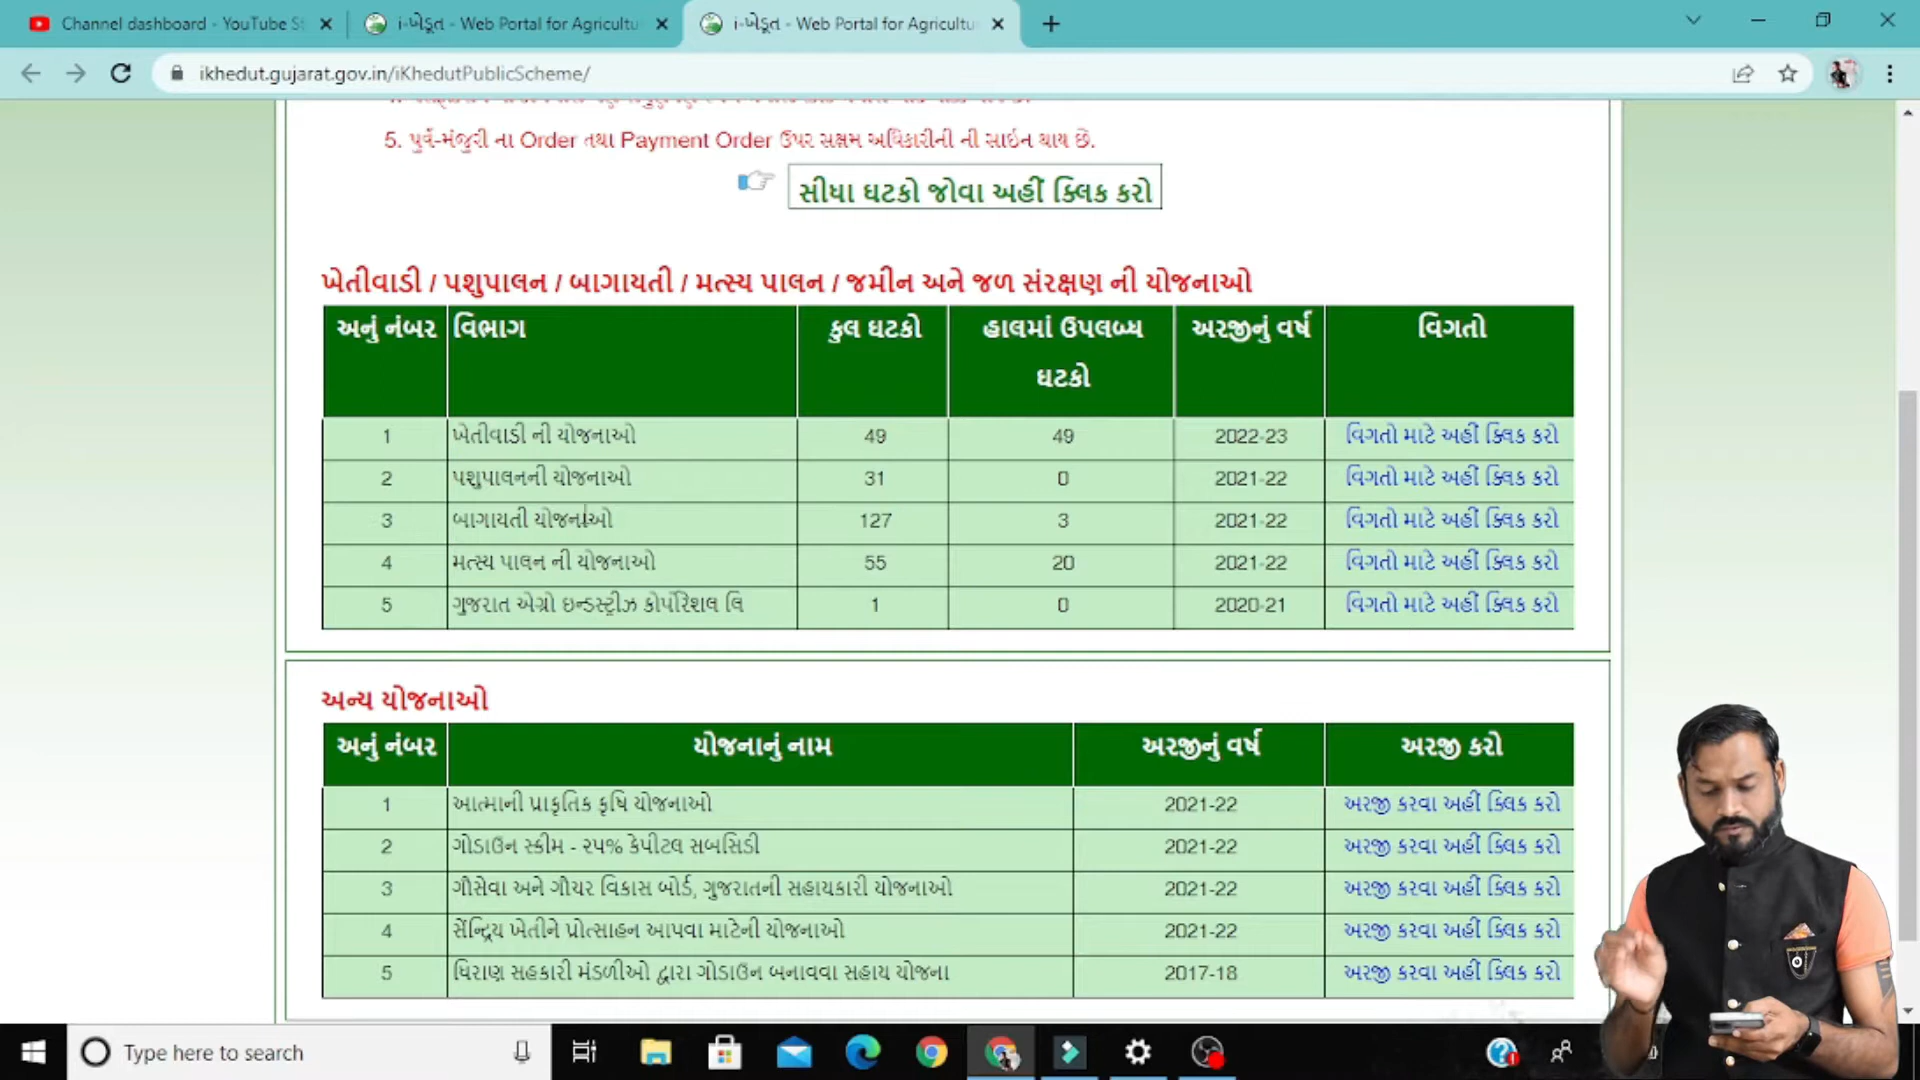 Channel dashboard - YouTube St
i-ખેડૂત - Web Portal for Agricultu
i-ખેડૂત - Web Portal for Agricultu
ikhedut.gujarat.gov.in/iKhedutPublicScheme/
5. પુર્વ-મંજુરી ના Order તથા Payment Order ઉપર સક્ષમ અધિકારીની ની સાઇન થાય છે.
સીધા ઘટકો જોવા અહીં ક્લિક કરો
ખેતીવાડી / પશુપાલન / બાગાયતી / મત્સ્ય પાલન / જમીન અને જળ સંરક્ષણ ની યોજનાઓ
અનું નંબર વિભાગ કુલ ઘટકો હાલમાં ઉપલબ્ધ ઘટકો અરજીનું વર્ષ વિગતો
1 ખેતીવાડી ની યોજનાઓ 49 49 2022-23 વિગતો માટે અહીં ક્લિક કરો
2 પશુપાલનની યોજનાઓ 31 0 2021-22 વિગતો માટે અહીં ક્લિક કરો
3 બાગાયતી યોજનાઓ 127 3 2021-22 વિગતો માટે અહીં ક્લિક કરો
4 મત્સ્ય પાલન ની યોજનાઓ 55 20 2021-22 વિગતો માટે અહીં ક્લિક કરો
5 ગુજરાત એગ્રો ઇન્ડસ્ટ્રીઝ કોર્પોરેશન લિ 1 0 2020-21 વિગતો માટે અહીં ક્લિક કરો
અન્ય યોજનાઓ
અનું નંબર યોજનાનું નામ અરજીનું વર્ષ અરજી કરો
1 આત્માની પ્રાકૃતિક કૃષિ યોજનાઓ 2021-22 અરજી કરવા અહીં ક્લિક કરો
2 ગોડાઉન સ્કીમ - ૨૫% કેપીટલ સબસિડી 2021-22 અરજી કરવા અહીં ક્લિક કરો
3 ગૌસેવા અને ગૌચર વિકાસ બોર્ડ, ગુજરાતની સહાયકારી યોજનાઓ 2021-22 અરજી કરવા અહીં ક્લિક કરો
4 સેંન્દ્રિય ખેતીને પ્રોત્સાહન આપવા માટેની યોજનાઓ 2021-22 અરજી કરવા અહીં ક્લિક કરો
5 ધિરાણ સહકારી મંડળીઓ દ્વારા ગોડાઉન બનાવવા સહાય યોજના 2017-18 અરજી કરવા અહીં ક્લિક કરો
Type here to search